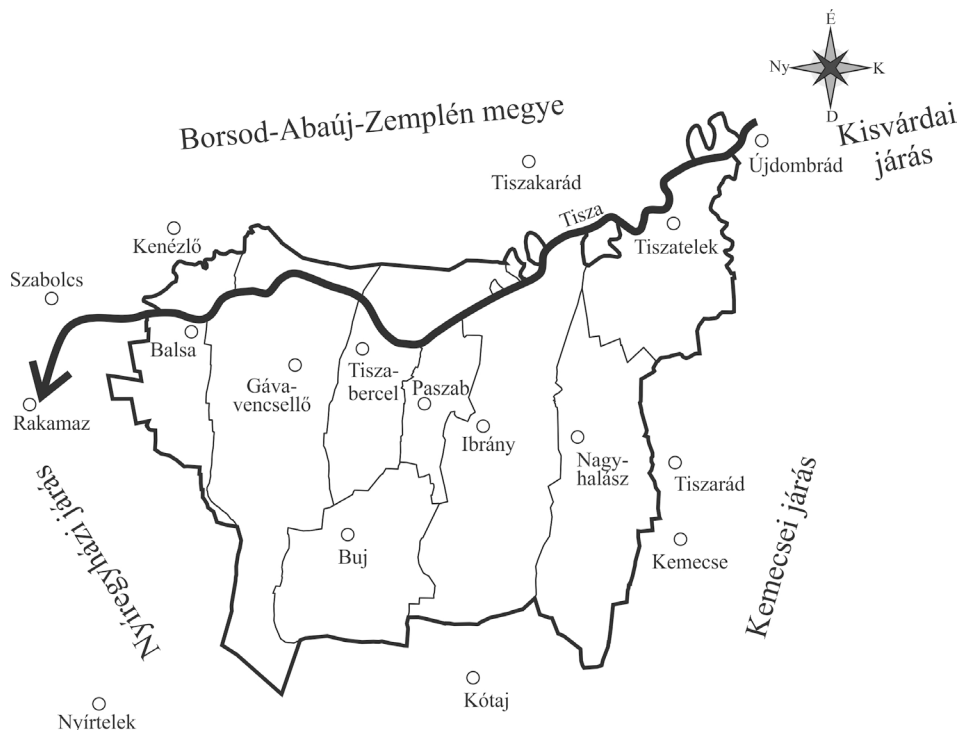 É
Ny
K
D
Borsod-Abaúj-Zemplén megye
Kisvárdai
járás
Újdombrád
Tiszakarád
Tisza
Tiszatelek
Kenézlő
Szabolcs
Balsa
Gáva-
vencsellő
Tisza-
bercel
Paszab
Ibrány
Rakamaz
Nagy-
halász
Tiszarád
Nyíregyházi járás
Buj
Kemecse
Kemecsei járás
Kótaj
Nyírtelek